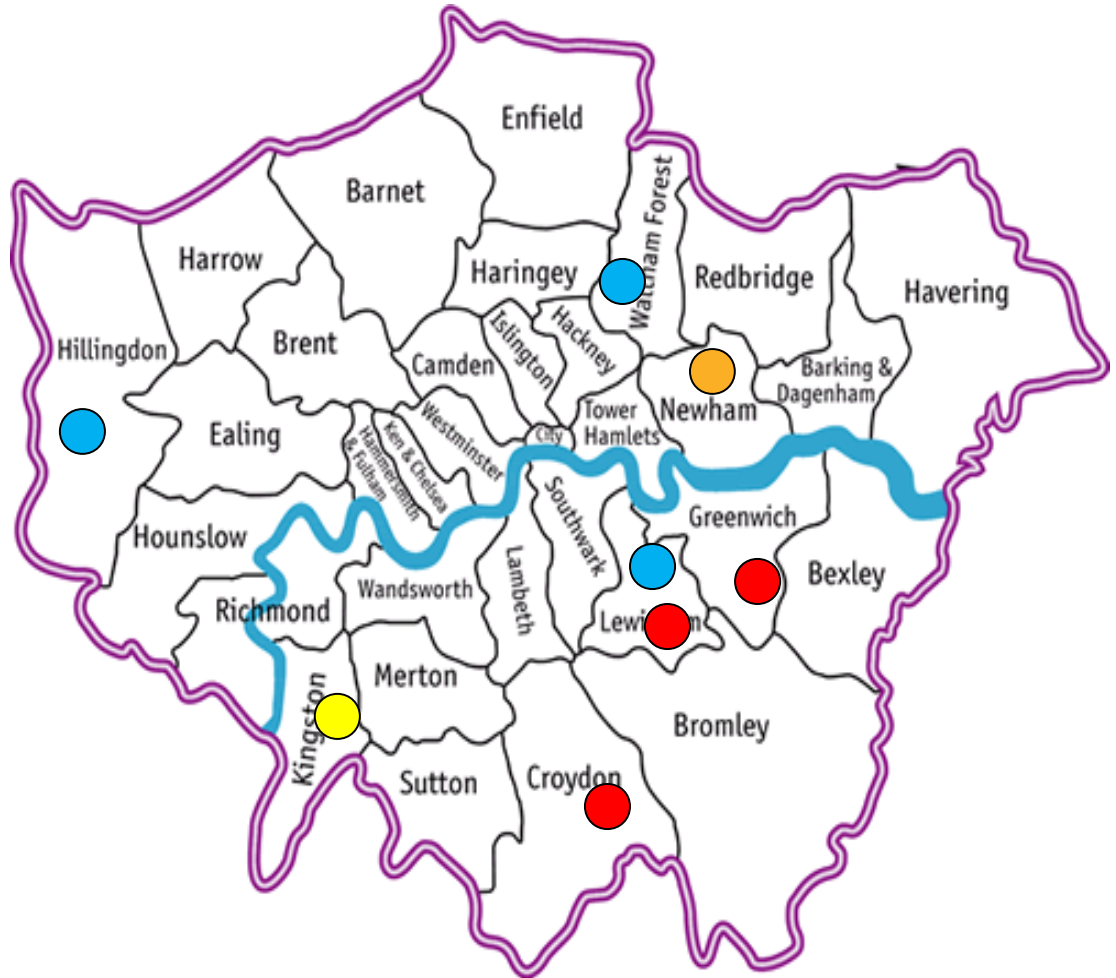 Enfield
Barnet
Harrow
Haringey
Waltham Forest
Redbridge
Havering
Hillingdon
Brent
Camden
Islington
Hackney
Barking &
Dagenham
Ealing
Hammersmith
& Fulham
Ken & Chelsea
Westminster
City
Tower
Hamlets
Newham
Hounslow
Southwark
Greenwich
Bexley
Richmond
Wandsworth
Lambeth
Lewisham
Merton
Kingston
Sutton
Croydon
Bromley